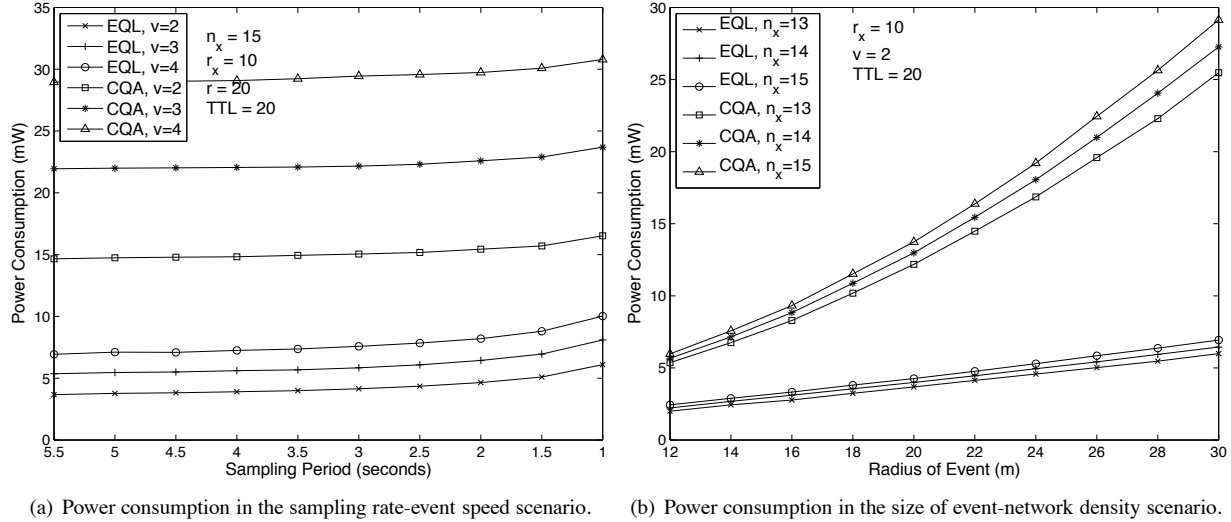 35
30
25
20
15
10
5
0
Power Consumption (mW)
EQL, v=2
EQL, v=3
EQL, v=4
CQA, v=2
CQA, v=3
CQA, v=4
n_x = 15
r_x = 10
r = 20
TTL = 20
5.5 5 4.5 4 3.5 3 2.5 2 1.5 1
Sampling Period (seconds)
(a) Power consumption in the sampling rate-event speed scenario.
30
25
20
15
10
5
0
Power Consumption (mW)
EQL, n_x=13
EQL, n_x=14
EQL, n_x=15
CQA, n_x=13
CQA, n_x=14
CQA, n_x=15
r_x = 10
v = 2
TTL = 20
12 14 16 18 20 22 24 26 28 30
Radius of Event (m)
(b) Power consumption in the size of event-network density scenario.